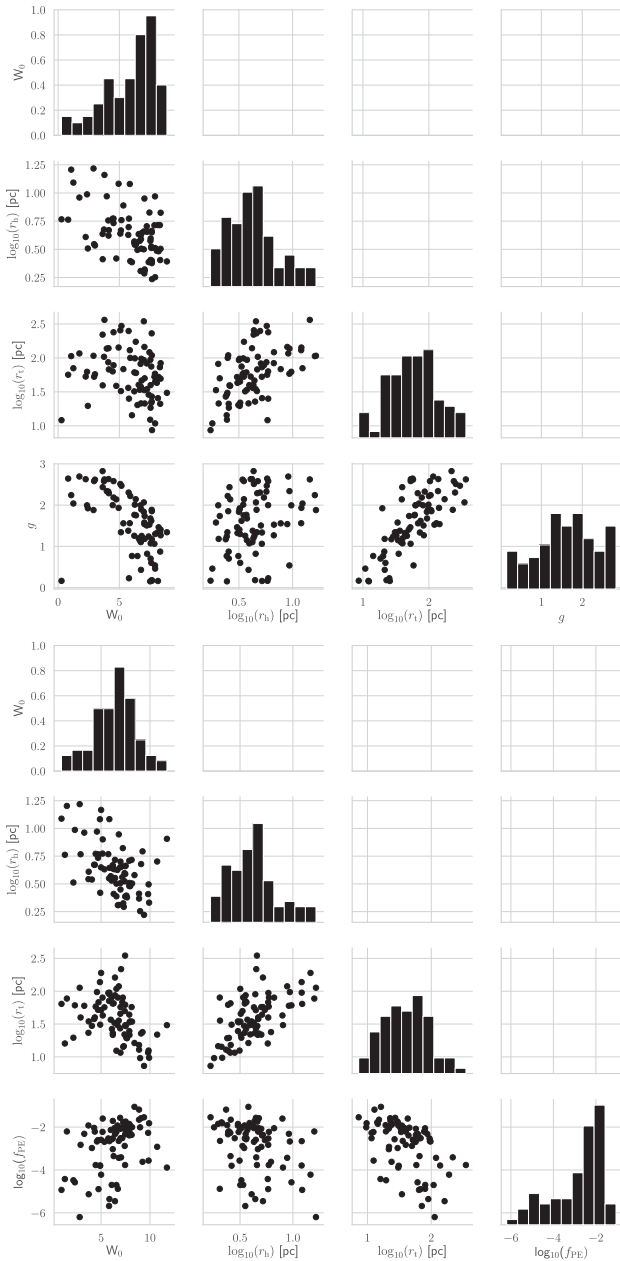 1.0
0.8
0.6
0.4
0.2
0.0
W₀
1.25
1.00
0.75
0.50
0.25
log₁₀(rₕ) [pc]
2.5
2.0
1.5
1.0
log₁₀(rₜ) [pc]
3
2
1
0
g
0 5
W₀
0.5 1.0
log₁₀(rₕ) [pc]
1 2
log₁₀(rₜ) [pc]
1 2
g
1.0
0.8
0.6
0.4
0.2
0.0
W₀
1.25
1.00
0.75
0.50
0.25
log₁₀(rₕ) [pc]
2.5
2.0
1.5
1.0
log₁₀(rₜ) [pc]
−2
−4
−6
log₁₀(f_PE)
5 10
W₀
0.5 1.0
log₁₀(rₕ) [pc]
1 2
log₁₀(rₜ) [pc]
−6 −4 −2
log₁₀(f_PE)